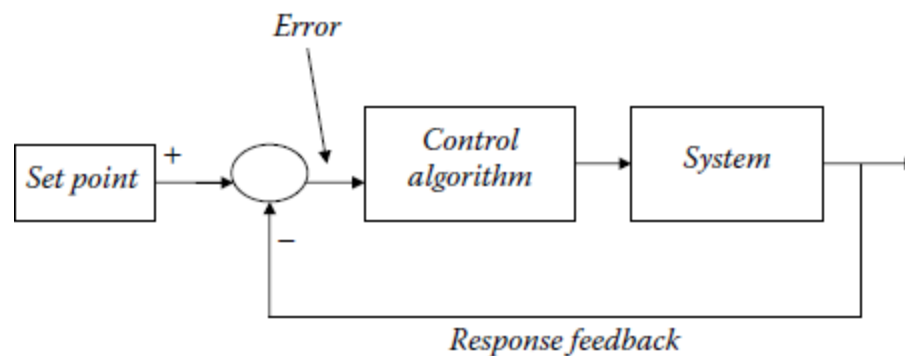 Error
Set point
+
−
Control
algorithm
System
Response feedback